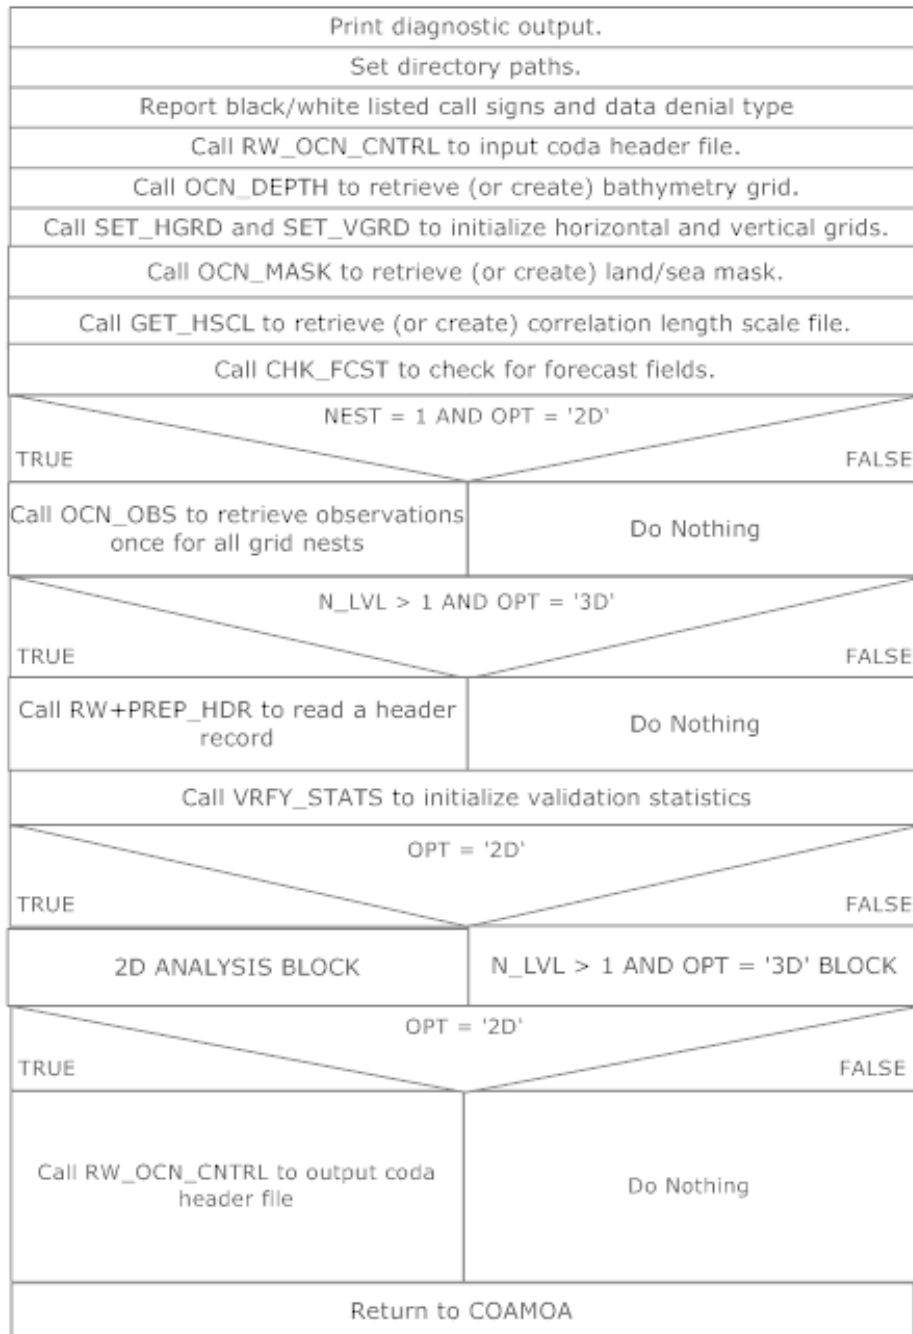 Print diagnostic output.
Set directory paths.
Report black/white listed call signs and data denial type
Call RW_OCN_CNTRL to input coda header file.
Call OCN_DEPTH to retrieve (or create) bathymetry grid.
Call SET_HGRD and SET_VGRD to initialize horizontal and vertical grids.
Call OCN_MASK to retrieve (or create) land/sea mask.
Call GET_HSCL to retrieve (or create) correlation length scale file.
Call CHK_FCST to check for forecast fields.
NEST = 1 AND OPT = '2D'
TRUE
FALSE
Call OCN_OBS to retrieve observations
once for all grid nests
Do Nothing
N_LVL > 1 AND OPT = '3D'
TRUE
FALSE
Call RW+PREP_HDR to read a header
record
Do Nothing
Call VRFY_STATS to initialize validation statistics
OPT = '2D'
TRUE
FALSE
2D ANALYSIS BLOCK
N_LVL > 1 AND OPT = '3D' BLOCK
OPT = '2D'
TRUE
FALSE
Call RW_OCN_CNTRL to output coda
header file
Do Nothing
Return to COAMOA